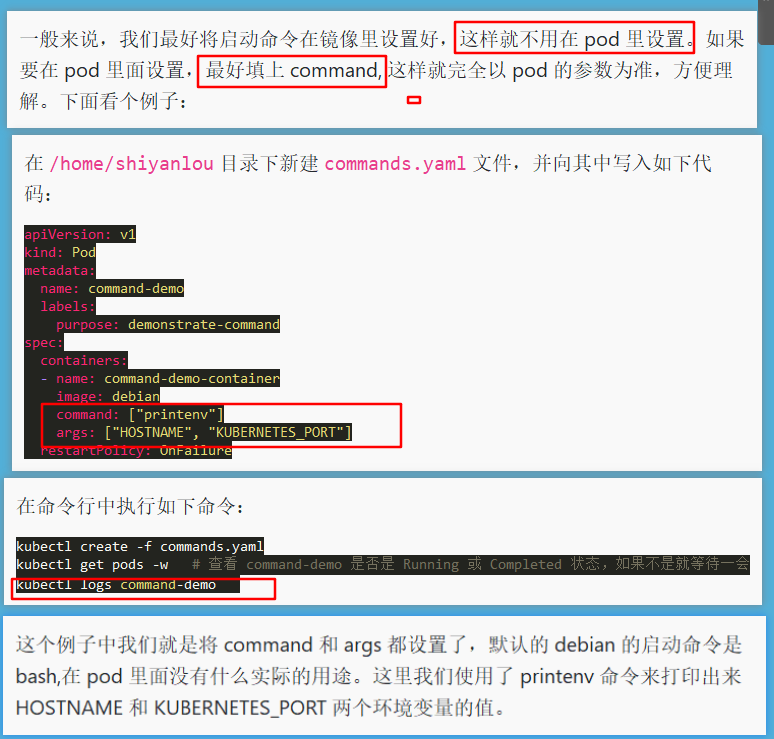 一般来说，我们最好将启动命令在镜像里设置好，这样就不用在 pod 里设置。如果
要在 pod 里面设置，最好填上 command,这样就完全以 pod 的参数为准，方便理
解。下面看个例子：
在 /home/shiyanlou 目录下新建 commands.yaml 文件，并向其中写入如下代
码：
apiVersion: v1
kind: Pod
metadata:
  name: command-demo
  labels:
    purpose: demonstrate-command
spec:
  containers:
  - name: command-demo-container
    image: debian
    command: ["printenv"]
    args: ["HOSTNAME", "KUBERNETES_PORT"]
  restartPolicy: OnFailure
在命令行中执行如下命令：
kubectl create -f commands.yaml
kubectl get pods -w   # 查看 command-demo 是否是 Running 或 Completed 状态，如果不是就等待一会
kubectl logs command-demo
这个例子中我们就是将 command 和 args 都设置了，默认的 debian 的启动命令是
bash,在 pod 里面没有什么实际的用途。这里我们使用了 printenv 命令来打印出来
HOSTNAME 和 KUBERNETES_PORT 两个环境变量的值。